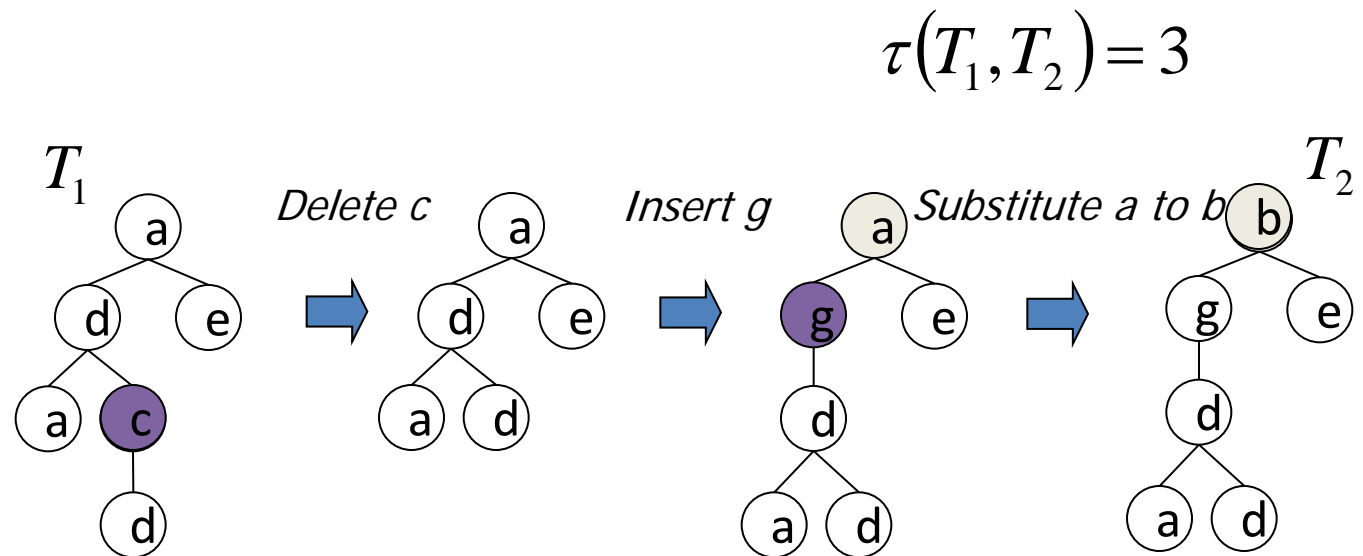 τ(T₁,T₂)=3
T₁
T₂
Delete c
Insert g
Substitute a to b
a
a
a
b
d
e
d
e
g
e
g
e
a
c
a
d
d
d
d
a
d
a
d